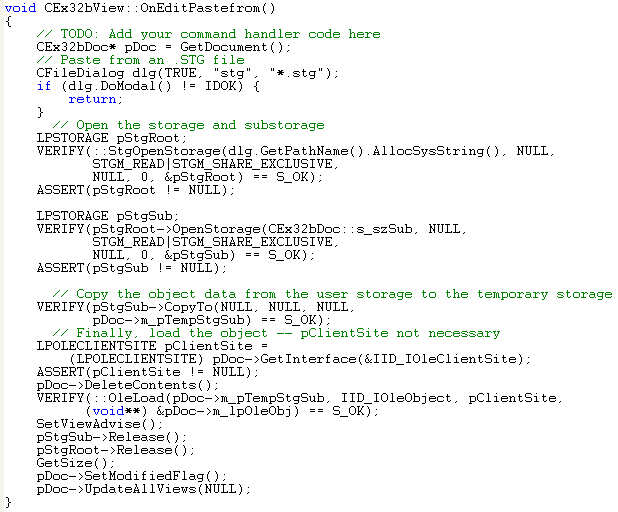 void CEx32bView::OnEditPastefrom()
{
    // TODO: Add your command handler code here
    CEx32bDoc* pDoc = GetDocument();
    // Paste from an .STG file
    CFileDialog dlg(TRUE, "stg", "*.stg");
    if (dlg.DoModal() != IDOK) {
        return;
    }
      // Open the storage and substorage
    LPSTORAGE pStgRoot;
    VERIFY(::StgOpenStorage(dlg.GetPathName().AllocSysString(), NULL,
           STGM_READ|STGM_SHARE_EXCLUSIVE,
           NULL, 0, &pStgRoot) == S_OK);
    ASSERT(pStgRoot != NULL);

    LPSTORAGE pStgSub;
    VERIFY(pStgRoot->OpenStorage(CEx32bDoc::s_szSub, NULL,
           STGM_READ|STGM_SHARE_EXCLUSIVE,
           NULL, 0, &pStgSub) == S_OK);
    ASSERT(pStgSub != NULL);

      // Copy the object data from the user storage to the temporary storage
    VERIFY(pStgSub->CopyTo(NULL, NULL, NULL,
           pDoc->m_pTempStgSub) == S_OK);
      // Finally, load the object -- pClientSite not necessary
    LPOLECLIENTSITE pClientSite =
        (LPOLECLIENTSITE) pDoc->GetInterface(&IID_IOleClientSite);
    ASSERT(pClientSite != NULL);
    pDoc->DeleteContents();
    VERIFY(::OleLoad(pDoc->m_pTempStgSub, IID_IOleObject, pClientSite,
          (void**) &pDoc->m_lpOleObj) == S_OK);
    SetViewAdvise();
    pStgSub->Release();
    pStgRoot->Release();
    GetSize();
    pDoc->SetModifiedFlag();
    pDoc->UpdateAllViews(NULL);
}